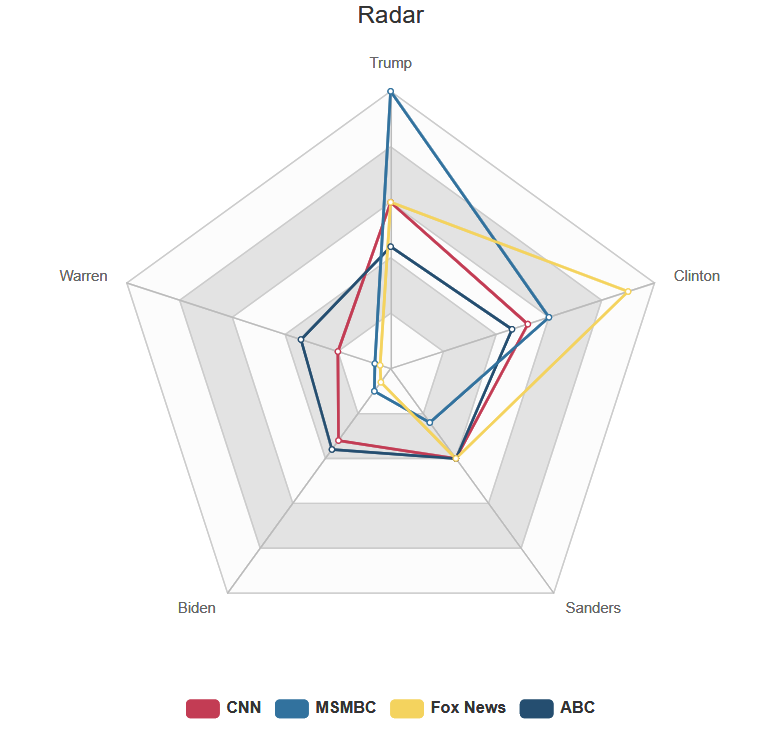 Radar
Trump
Warren
Clinton
Biden
Sanders
CNN MSMBC Fox News ABC